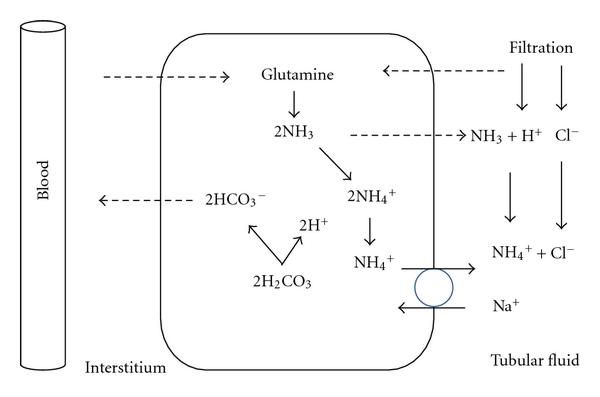 Filtration
Glutamine
2NH₃
NH₃ + H⁺ Cl⁻
Blood
2HCO₃⁻
2NH₄⁺
2H⁺
NH₄⁺
NH₄⁺ + Cl⁻
2H₂CO₃
Na⁺
Interstitium
Tubular fluid